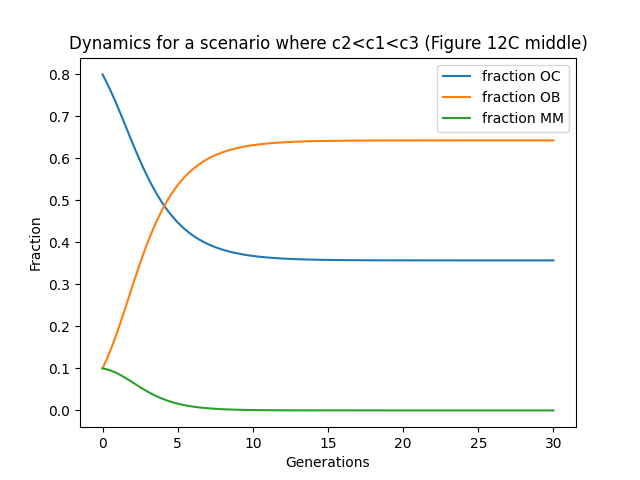 Dynamics for a scenario where c2<c1<c3 (Figure 12C middle)
fraction OC
fraction OB
fraction MM
Fraction
0.8
0.7
0.6
0.5
0.4
0.3
0.2
0.1
0.0
0 5 10 15 20 25 30
Generations